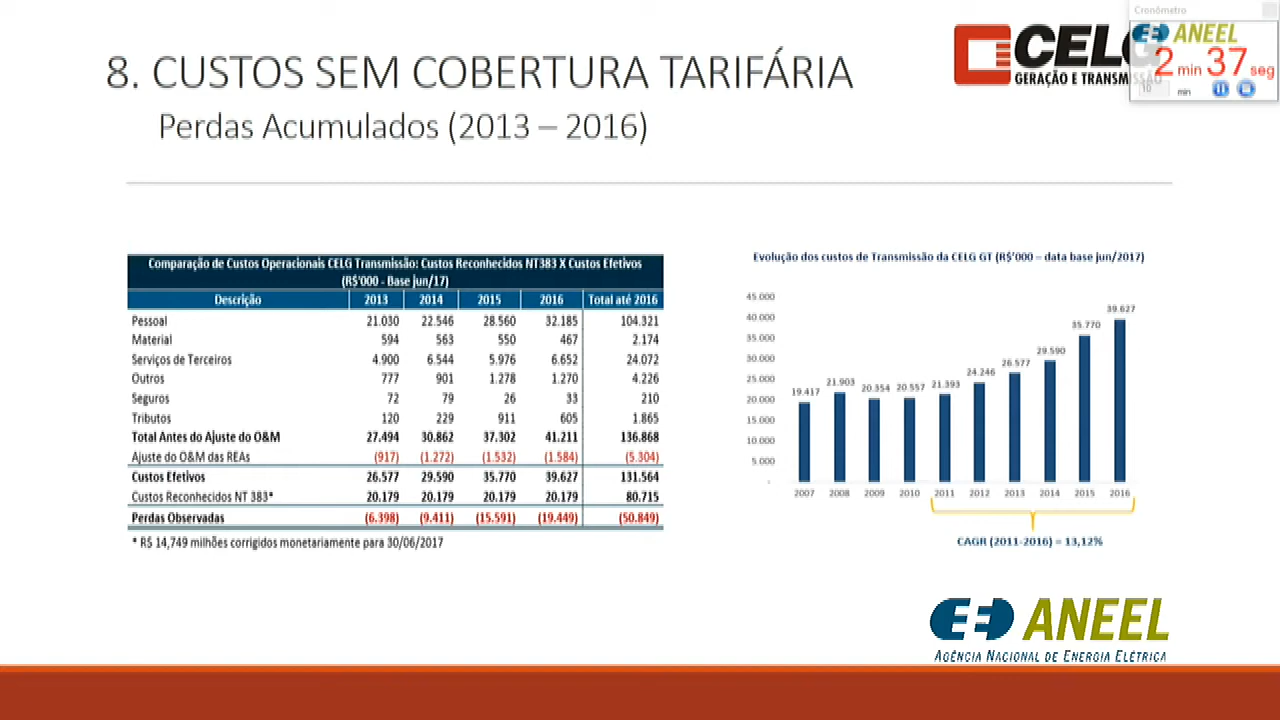 8. CUSTOS SEM COBERTURA TARIFÁRIA
Perdas Acumulados (2013 – 2016)
CELG
GERAÇÃO E TRANSMISSÃO
Cronômetro
ANEEL
2 min 37 seg
10 min
Comparação de Custos Operacionais CELG Transmissão: Custos Reconhecidos NT383 X Custos Efetivos
(R$'000 - Base jun/17)
Descrição 2013 2014 2015 2016 Total até 2016
Pessoal 21.030 22.546 28.560 32.185 104.321
Material 594 563 550 467 2.174
Serviços de Terceiros 4.900 6.544 5.976 6.652 24.072
Outros 777 901 1.278 1.270 4.226
Seguros 72 79 26 33 210
Tributos 120 229 911 605 1.865
Total Antes do Ajuste do O&M 27.494 30.862 37.302 41.211 136.868
Ajuste do O&M das REAs (917) (1.272) (1.532) (1.584) (5.304)
Custos Efetivos 26.577 29.590 35.770 39.627 131.564
Custos Reconhecidos NT 383* 20.179 20.179 20.179 20.179 80.715
Perdas Observadas (6.398) (9.411) (15.591) (19.449) (50.849)
* R$ 14,749 milhões corrigidos monetariamente para 30/06/2017
Evolução dos custos de Transmissão da CELG GT (R$'000 – data base jun/2017)
45.000
40.000
35.000
30.000
25.000
20.000
15.000
10.000
5.000
-
19.417 21.903 20.354 20.557 21.393 24.246 26.577 29.590 35.770 39.627
2007 2008 2009 2010 2011 2012 2013 2014 2015 2016
CAGR (2011-2016) = 13,12%
ANEEL
AGÊNCIA NACIONAL DE ENERGIA ELÉTRICA